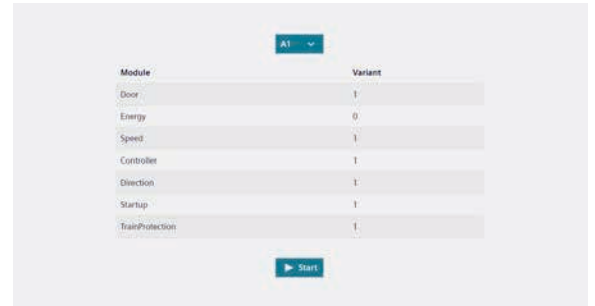 A1
Module Variant
Door 1
Energy 0
Speed 1
Controller 1
Direction 1
Startup 1
TrainProtection 1
Start